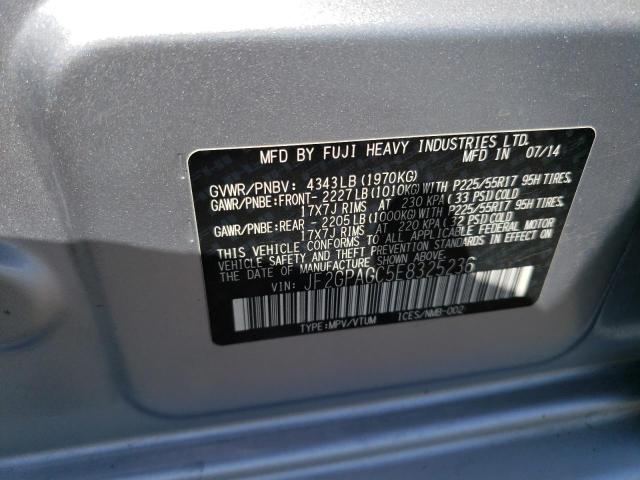 MFD BY FUJI HEAVY INDUSTRIES LTD. IN 07/14
GVWR/PNBV: 4343LB(1970KG)
GAWR/PNBE:FRONT-2227LB(1010KG)WITH P225/55R17 95H TIRES,
17X7J RIMS AT 230 KPA(33 PSI)COLD
GAWR/PNBE: REAR-2205LB(1000KG)WITH P225/55R17 95H TIRES,
17X7J RIMS AT 220 KPA(32 PSI)COLD
THIS VEHICLE CONFORMS TO ALL APPLICABLE FEDERAL MOTOR
VEHICLE SAFETY AND THEFT PREVENTION STANDARDS IN EFFECT ON
THE DATE OF MANUFACTURE SHOWN ABOVE.
VIN: JF2GPAGC5E8325236
TYPE:MPV/VTUM ICES/NMB-002